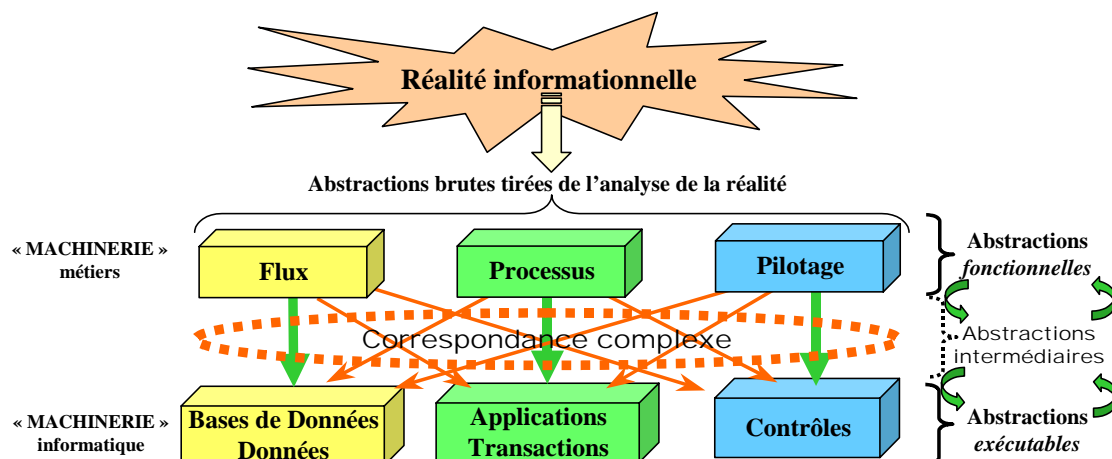 Réalité informationnelle
Abstractions brutes tirées de l’analyse de la réalité
« MACHINERIE »
métiers
Flux
Processus
Pilotage
Abstractions
fonctionnelles
Correspondance complexe
Abstractions
intermédiaires
« MACHINERIE »
informatique
Bases de Données
Données
Applications
Transactions
Contrôles
Abstractions
exécutables